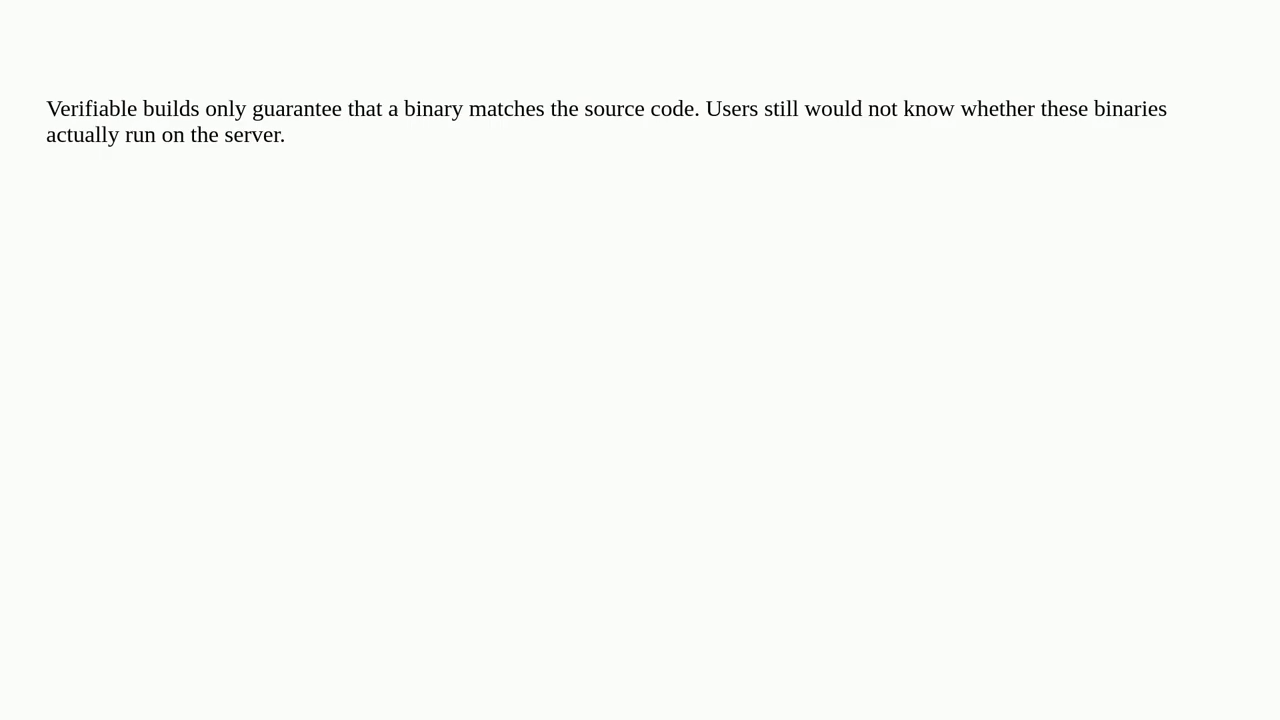 Verifiable builds only guarantee that a binary matches the source code. Users still would not know whether these binaries
actually run on the server.